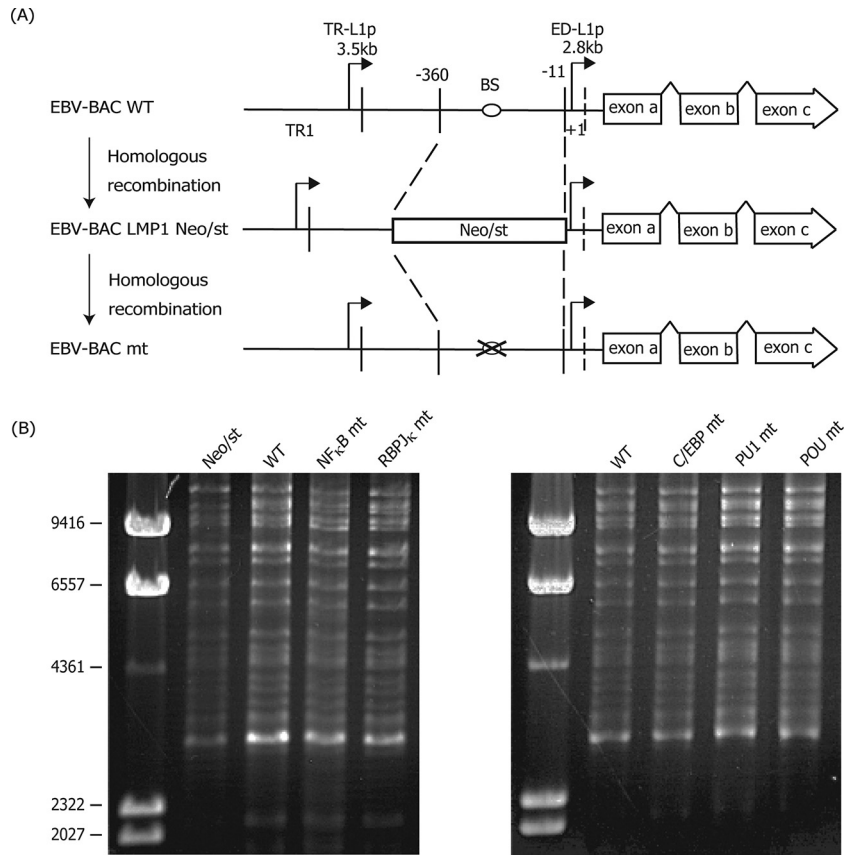 (A)
TR-L1p
3.5kb
ED-L1p
2.8kb
-360
BS
-11
EBV-BAC WT
TR1
+1
exon a
exon b
exon c
Homologous
recombination
EBV-BAC LMP1 Neo/st
Neo/st
exon a
exon b
exon c
Homologous
recombination
EBV-BAC mt
exon a
exon b
exon c
(B)
Neo/st
WT
NFκB mt
RBPJκ mt
WT
C/EBP mt
PU1 mt
POU mt
9416
6557
4361
2322
2027